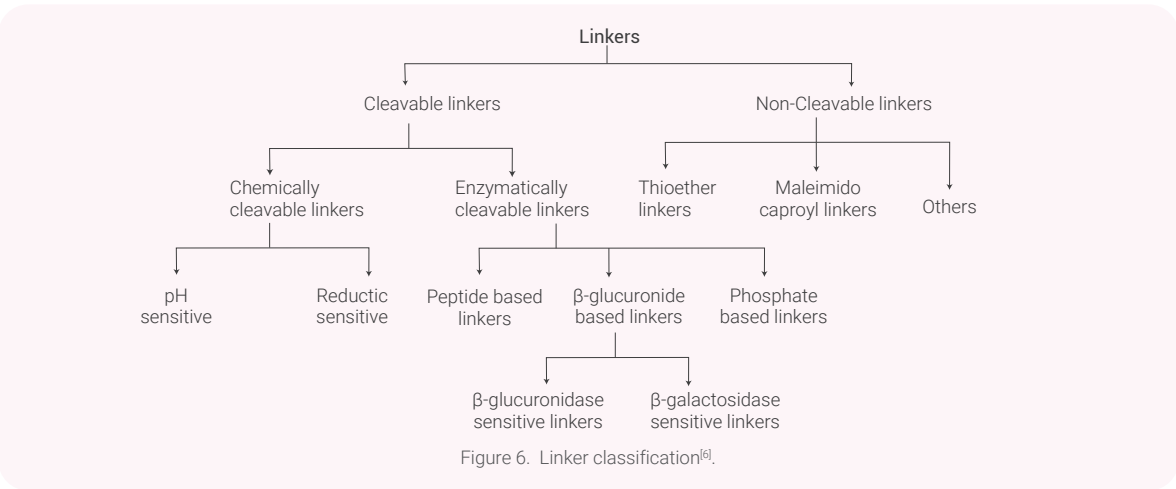 Linkers
Cleavable linkers
Non-Cleavable linkers
Chemically
cleavable linkers
Enzymatically
cleavable linkers
Thioether
linkers
Maleimido
caproyl linkers
Others
pH
sensitive
Reductic
sensitive
Peptide based
linkers
β-glucuronide
based linkers
Phosphate
based linkers
β-glucuronidase
sensitive linkers
β-galactosidase
sensitive linkers
Figure 6. Linker classification[6].